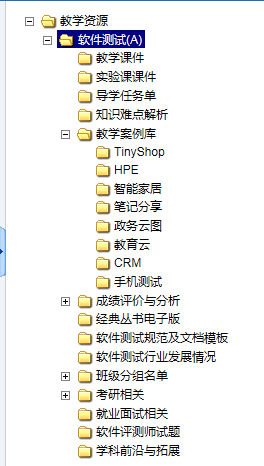 教学资源
软件测试(A)
教学课件
实验课课件
导学任务单
知识难点解析
教学案例库
TinyShop
HPE
智能家居
笔记分享
政务云图
教育云
CRM
手机测试
成绩评价与分析
经典丛书电子版
软件测试规范及文档模板
软件测试行业发展情况
班级分组名单
考研相关
就业面试相关
软件评测师试题
学科前沿与拓展